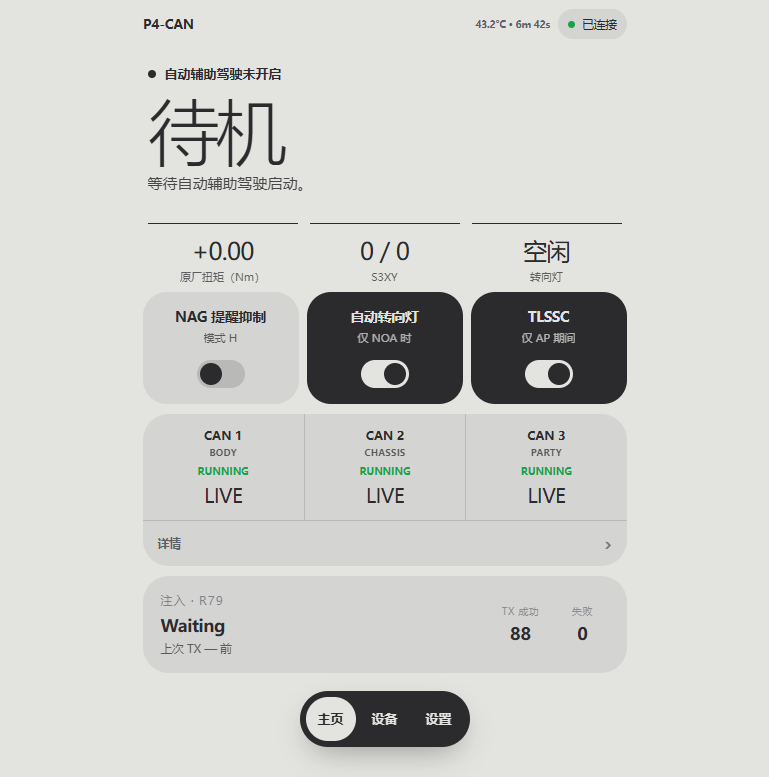 P4-CAN
43.2°C • 6m 42s
已连接
自动辅助驾驶未开启
待机
等待自动辅助驾驶启动。
+0.00
0 / 0
空闲
原厂扭矩（Nm）
S3XY
转向灯
NAG 提醒抑制
自动转向灯
TLSSC
模式 H
仅 NOA 时
仅 AP 期间
CAN 1
CAN 2
CAN 3
BODY
CHASSIS
PARTY
RUNNING
RUNNING
RUNNING
LIVE
LIVE
LIVE
详情
注入 · R79
Waiting
上次 TX — 前
TX 成功
失败
88
0
主页
设备
设置